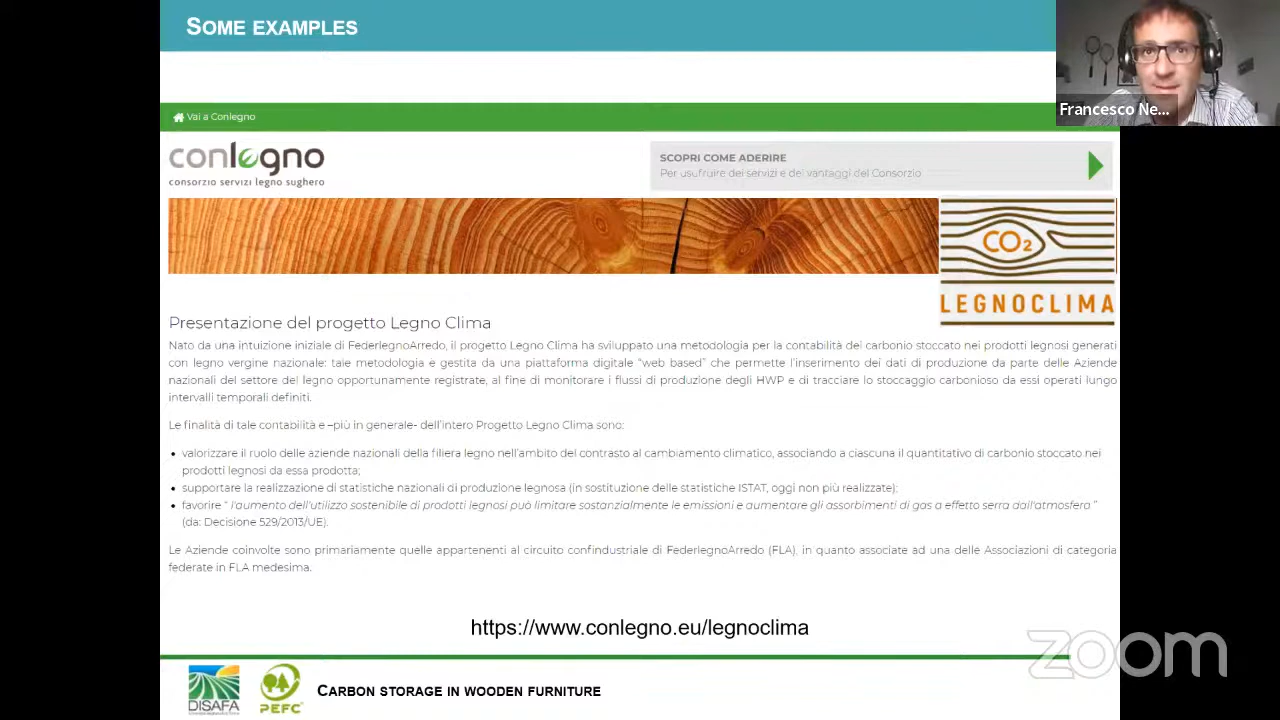 SOME EXAMPLES
Francesco Ne...
Vai a Conlegno
conlegno
consorzio servizi legno sughero
SCOPRI COME ADERIRE
Per usufruire dei servizi e dei vantaggi del Consorzio
CO2
LEGNOCLIMA
Presentazione del progetto Legno Clima
Nato da una intuizione iniziale di FederlegnoArredo, il progetto Legno Clima ha sviluppato una metodologia per la contabilità del carbonio stoccato nei prodotti legnosi generati
con legno vergine nazionale: tale metodologia è gestita da una piattaforma digitale “web based” che permette l’inserimento dei dati di produzione da parte delle Aziende
nazionali del settore del legno opportunamente registrate, al fine di monitorare i flussi di produzione degli HWP e di tracciare lo stoccaggio carbonioso da essi operati lungo
intervalli temporali definiti.
Le finalità di tale contabilità e –più in generale- dell’intero Progetto Legno Clima sono:
• valorizzare il ruolo delle aziende nazionali della filiera legno nell’ambito del contrasto al cambiamento climatico, associando a ciascuna il quantitativo di carbonio stoccato nei
prodotti legnosi da essa prodotta;
• supportare la realizzazione di statistiche nazionali di produzione legnosa (in sostituzione delle statistiche ISTAT, oggi non più realizzate);
• favorire “ l’aumento dell’utilizzo sostenibile di prodotti legnosi può limitare sostanzialmente le emissioni e aumentare gli assorbimenti di gas a effetto serra dall’atmosfera ”
(da: Decisione 529/2013/UE).
Le Aziende coinvolte sono primariamente quelle appartenenti al circuito confindustriale di FederlegnoArredo (FLA), in quanto associate ad una delle Associazioni di categoria
federate in FLA medesima.
https://www.conlegno.eu/legnoclima
zoom
DISAFA
PEFC
CARBON STORAGE IN WOODEN FURNITURE